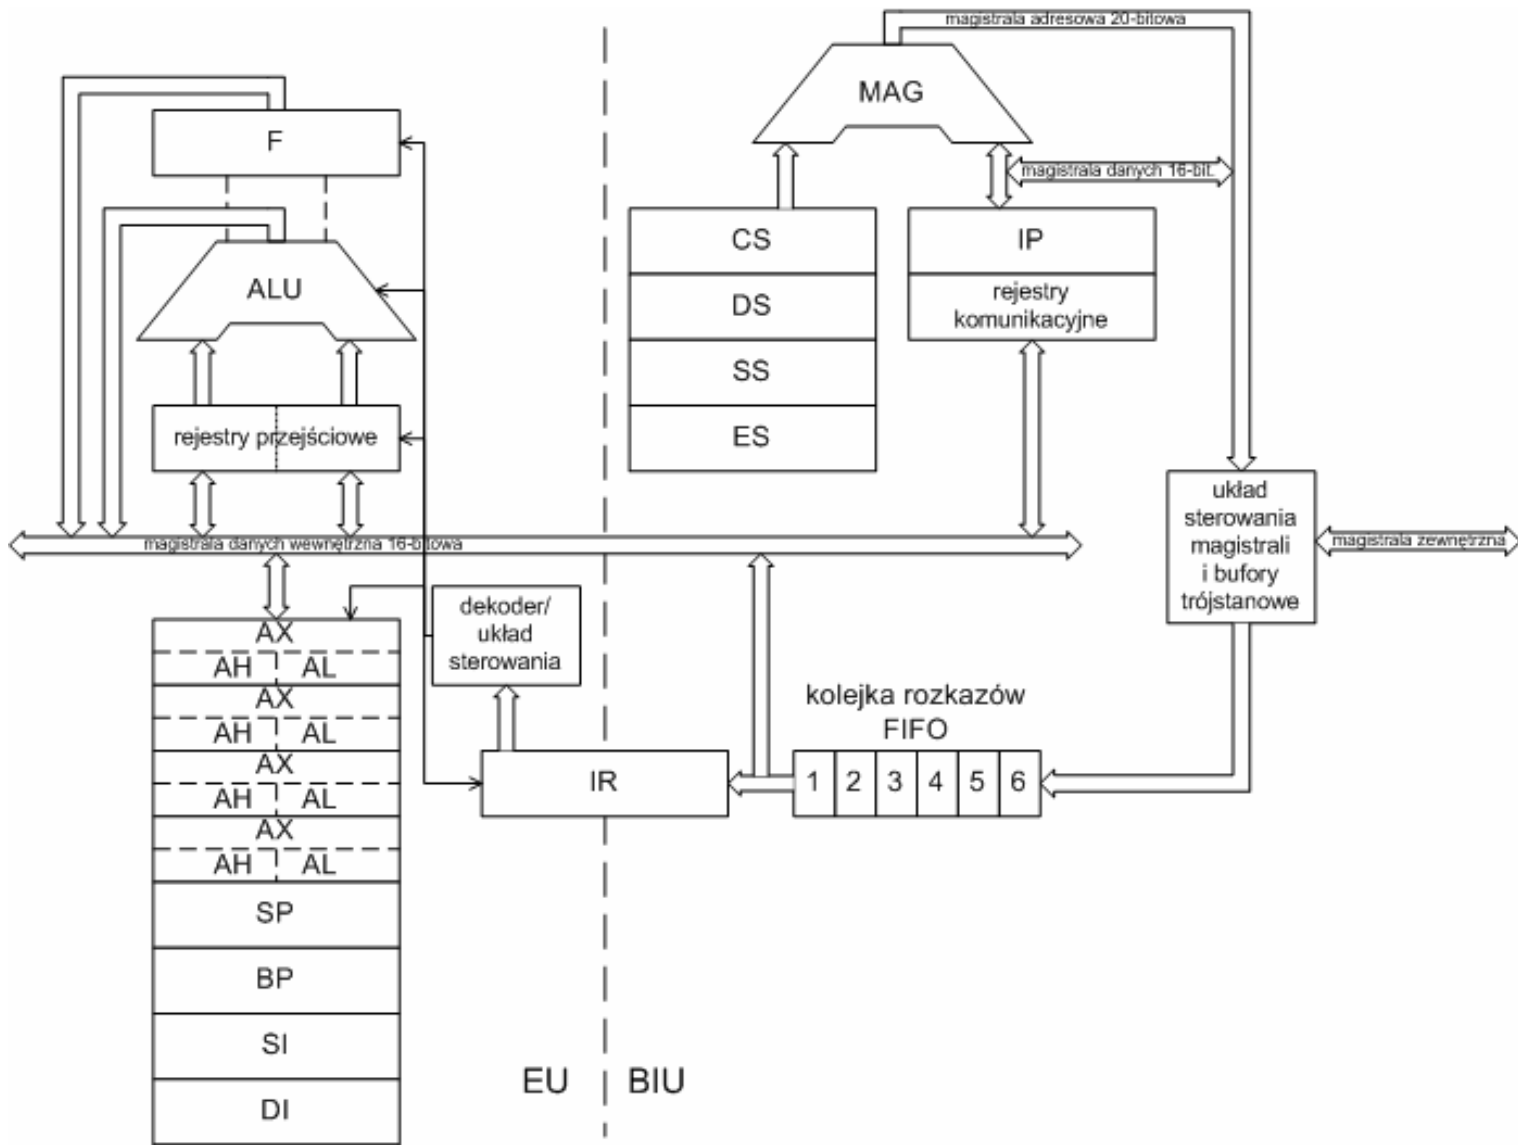 magistrala adresowa 20-bitowa
MAG
F
magistrala danych 16-bit.
CS
IP
ALU
DS
rejestry
komunikacyjne
SS
rejestry przejściowe
ES
układ
sterowania
magistrali
i bufory
trójstanowe
magistrala zewnętrzna
magistrala danych wewnętrzna 16-bitowa
dekoder/
układ
sterowania
AX
AH AL
AX
AH AL
AX
AH AL
AX
AH AL
SP
BP
SI
DI
kolejka rozkazów
FIFO
IR
1 2 3 4 5 6
EU BIU